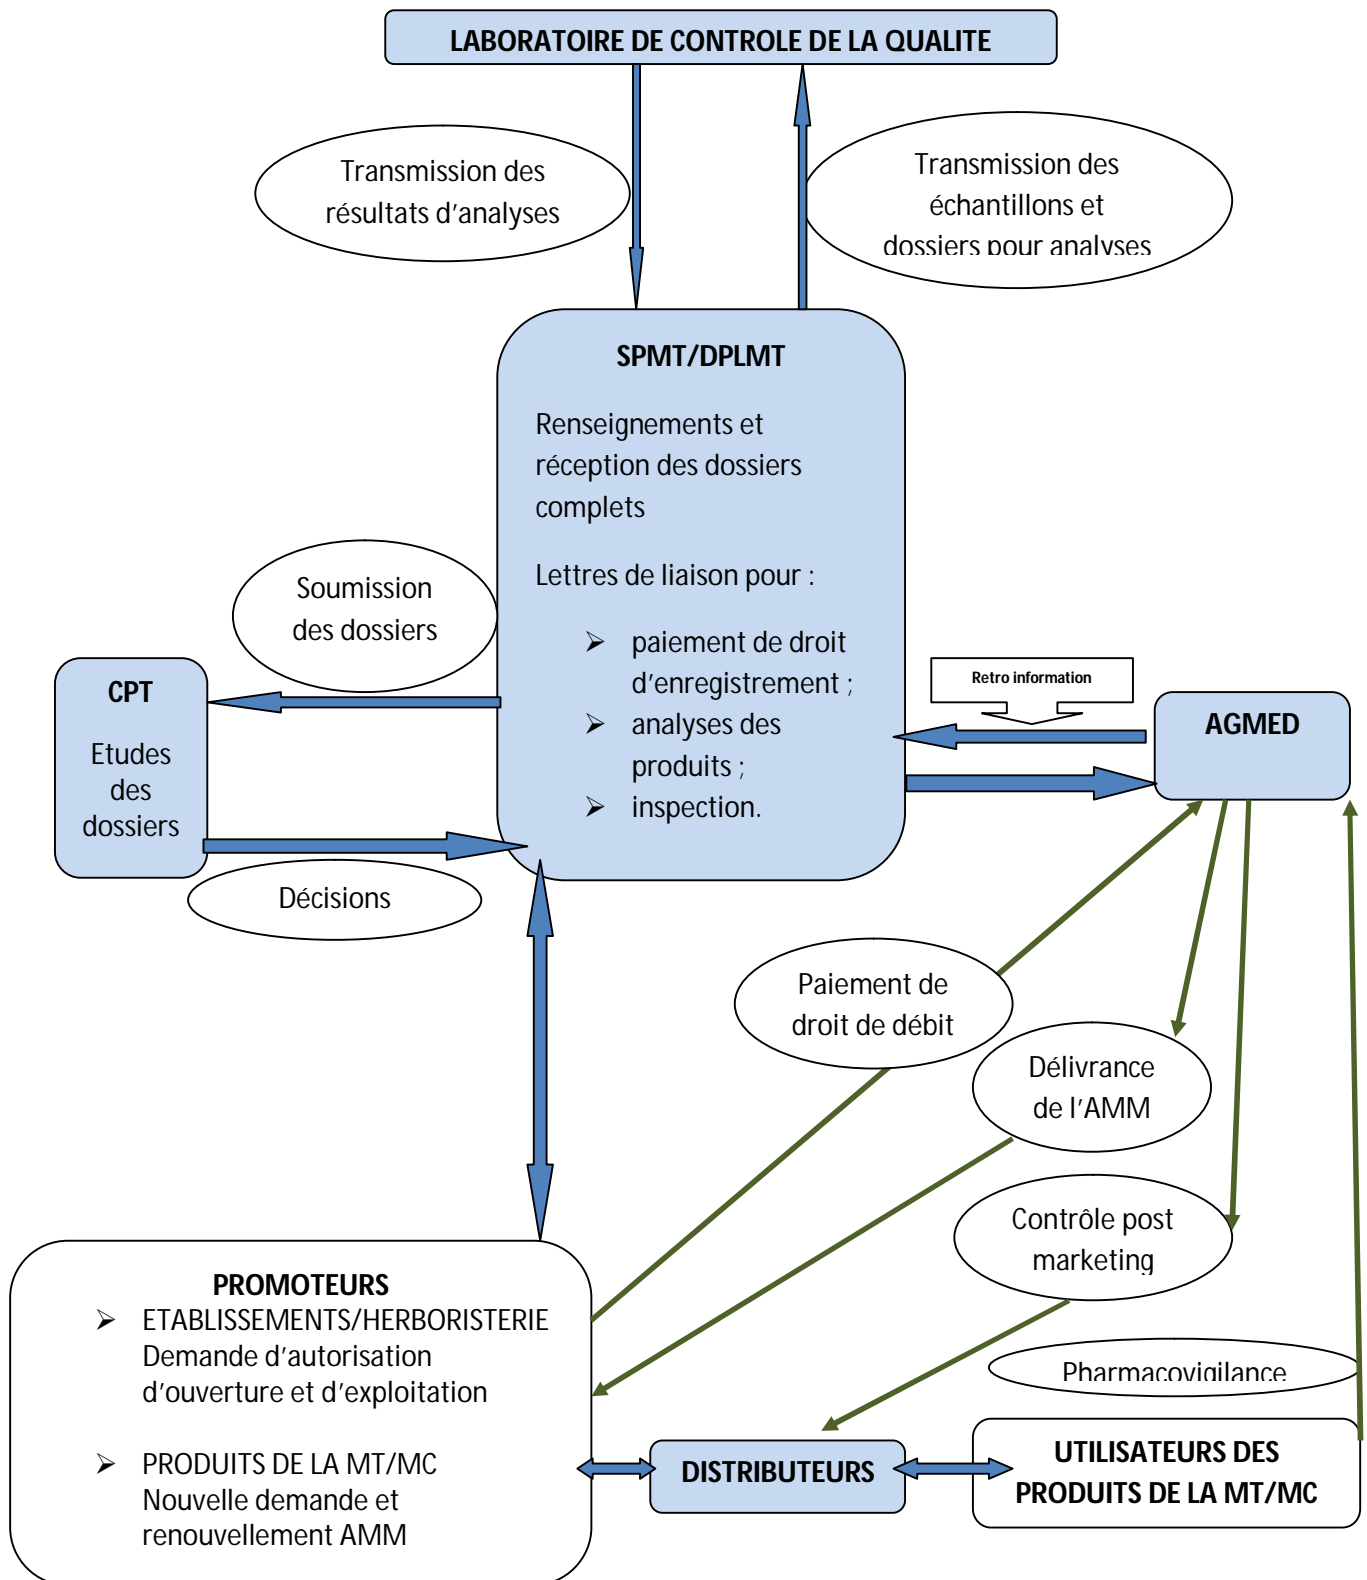 LABORATOIRE DE CONTROLE DE LA QUALITE
Transmission des
résultats d'analyses
Transmission des
échantillons et
dossiers pour analyses
SPMT/DPLMT
Renseignements et
réception des dossiers
complets
Lettres de liaison pour :
➢ paiement de droit
d'enregistrement ;
➢ analyses des
produits ;
➢ inspection.
Soumission
des dossiers
CPT
Etudes
des
dossiers
Décisions
Retro information
AGMED
Paiement de
droit de débit
Délivrance
de l'AMM
Contrôle post
marketing
Pharmacovigilance
PROMOTEURS
➢ ETABLISSEMENTS/HERBORISTERIE
Demande d'autorisation
d'ouverture et d'exploitation
➢ PRODUITS DE LA MT/MC
Nouvelle demande et
renouvellement AMM
DISTRIBUTEURS
UTILISATEURS DES
PRODUITS DE LA MT/MC